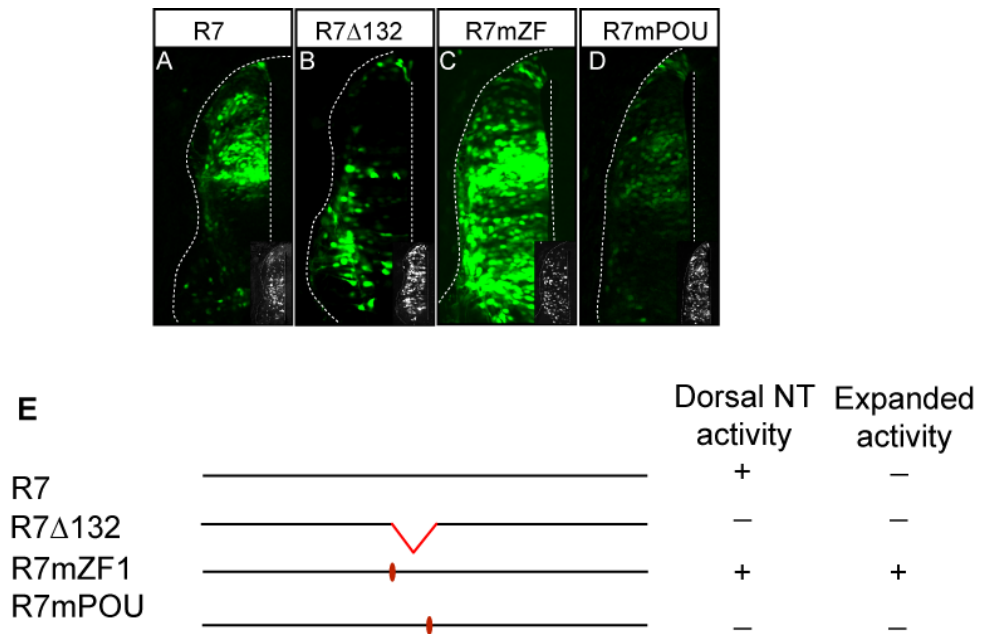 R7 R7Δ132 R7mZF R7mPOU
A B C D
E
Dorsal NT activity
Expanded activity
R7 + –
R7Δ132 – –
R7mZF1 + +
R7mPOU – –